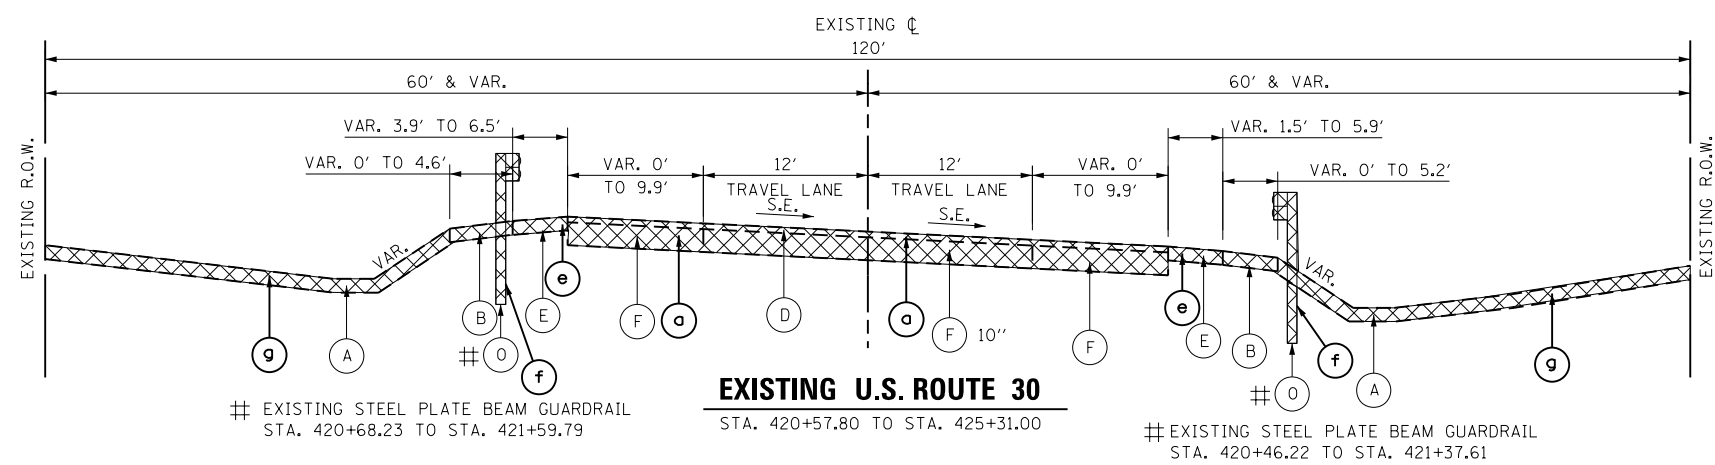 EXISTING ℄
120'
60' & VAR.
60' & VAR.
EXISTING R.O.W.
EXISTING R.O.W.
VAR. 3.9' TO 6.5'
VAR. 1.5' TO 5.9'
VAR. 0' TO 4.6'
VAR. 0'
TO 9.9'
12'
TRAVEL LANE
S.E.
12'
TRAVEL LANE
S.E.
VAR. 0'
TO 9.9'
VAR. 0' TO 5.2'
VAR.
VAR.
g
A
B
# O
E
f
e
F
a
D
a
F 10''
F
e
E
B
# O
f
A
g
EXISTING U.S. ROUTE 30
STA. 420+57.80 TO STA. 425+31.00
# EXISTING STEEL PLATE BEAM GUARDRAIL
STA. 420+68.23 TO STA. 421+59.79
# EXISTING STEEL PLATE BEAM GUARDRAIL
STA. 420+46.22 TO STA. 421+37.61